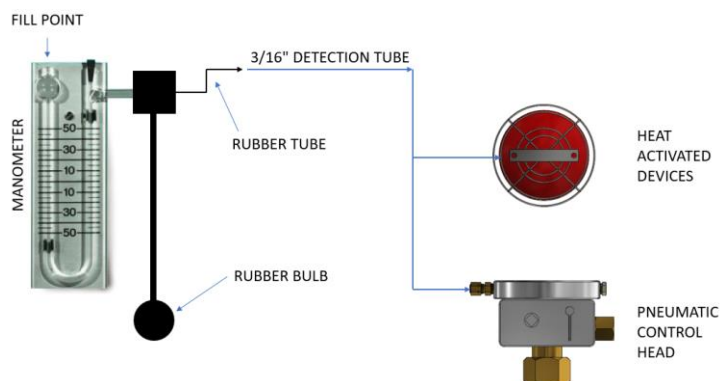 FILL POINT
3/16" DETECTION TUBE
MANOMETER
50
30
10
10
30
50
RUBBER TUBE
HEAT
ACTIVATED
DEVICES
RUBBER BULB
PNEUMATIC
CONTROL
HEAD